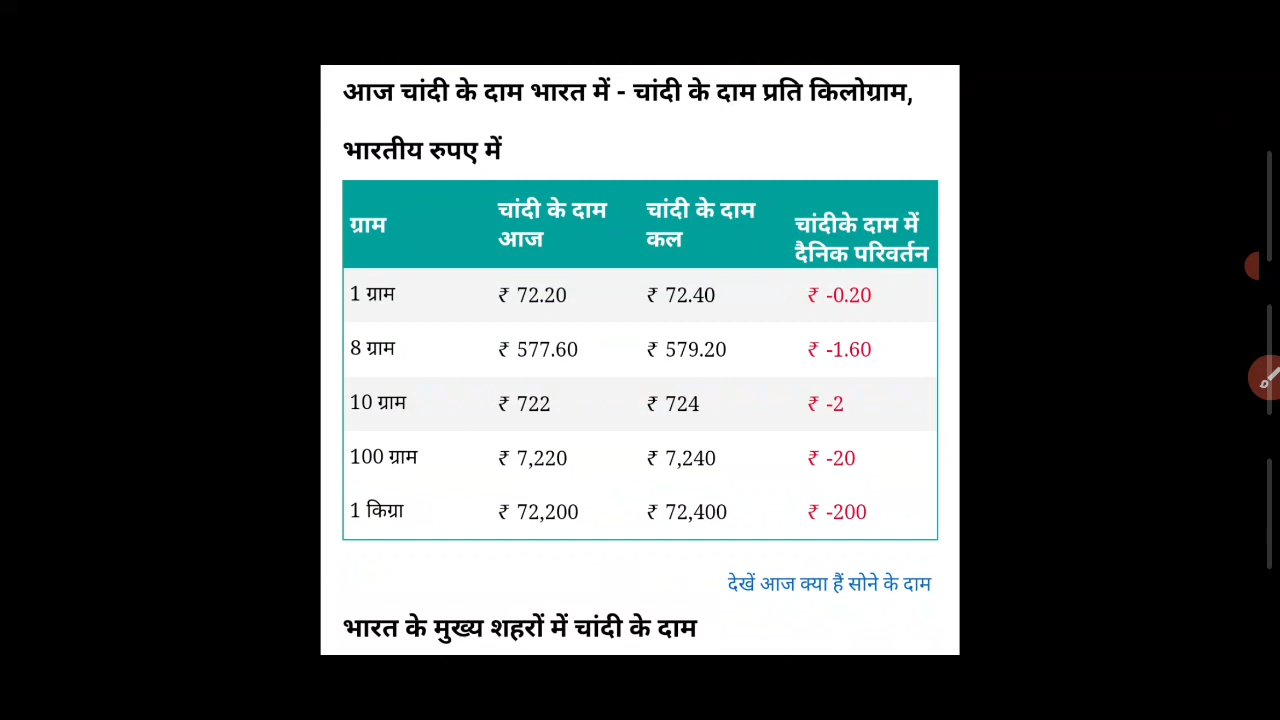 आज चांदी के दाम भारत में - चांदी के दाम प्रति किलोग्राम,
भारतीय रुपए में
ग्राम चांदी के दाम आज चांदी के दाम कल चांदीके दाम में दैनिक परिवर्तन
1 ग्राम ₹ 72.20 ₹ 72.40 ₹ -0.20
8 ग्राम ₹ 577.60 ₹ 579.20 ₹ -1.60
10 ग्राम ₹ 722 ₹ 724 ₹ -2
100 ग्राम ₹ 7,220 ₹ 7,240 ₹ -20
1 किग्रा ₹ 72,200 ₹ 72,400 ₹ -200
देखें आज क्या हैं सोने के दाम
भारत के मुख्य शहरों में चांदी के दाम